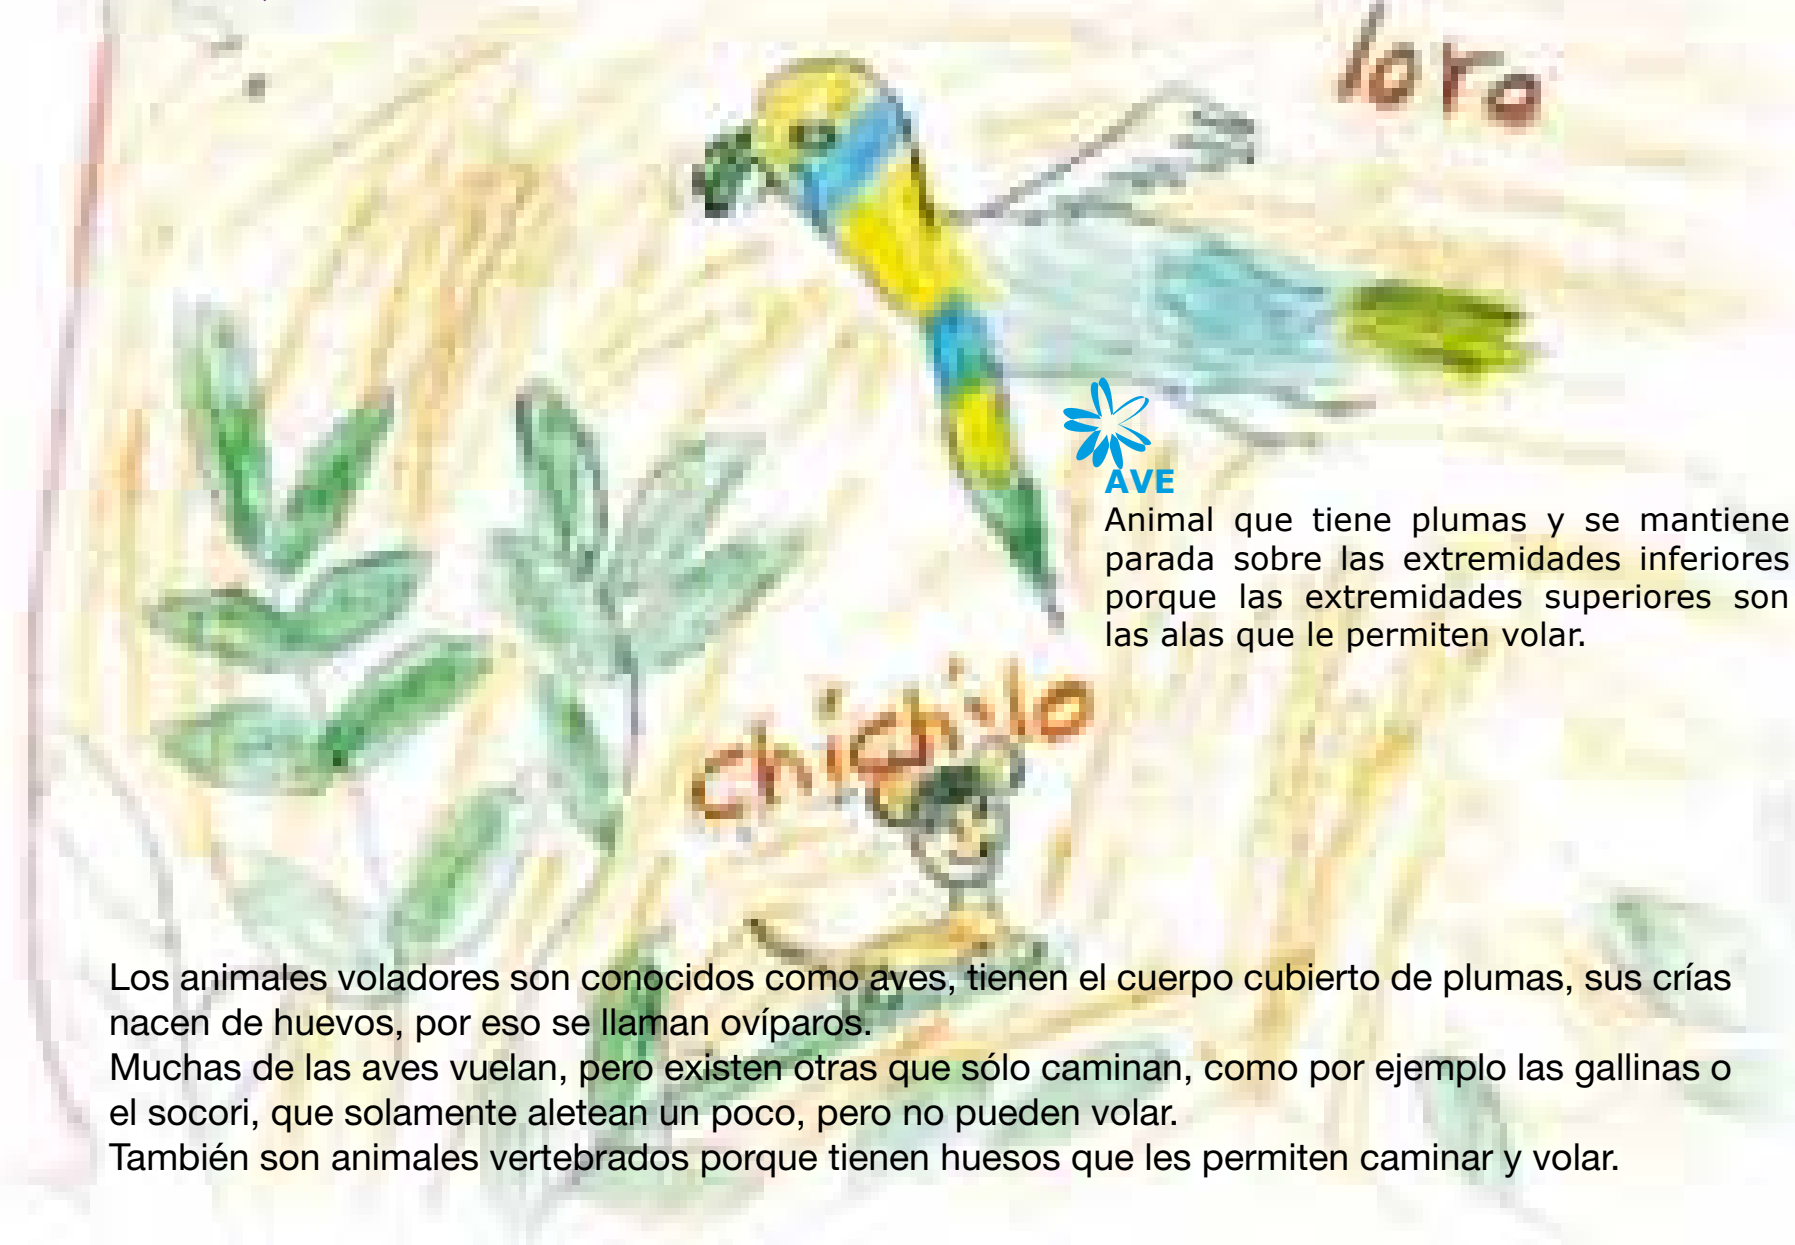 loro
AVE
Animal que tiene plumas y se mantiene
parada sobre las extremidades inferiores
porque las extremidades superiores son
las alas que le permiten volar.
chichilo
Los animales voladores son conocidos como aves, tienen el cuerpo cubierto de plumas, sus crías
nacen de huevos, por eso se llaman ovíparos.
Muchas de las aves vuelan, pero existen otras que sólo caminan, como por ejemplo las gallinas o
el socori, que solamente aletean un poco, pero no pueden volar.
También son animales vertebrados porque tienen huesos que les permiten caminar y volar.